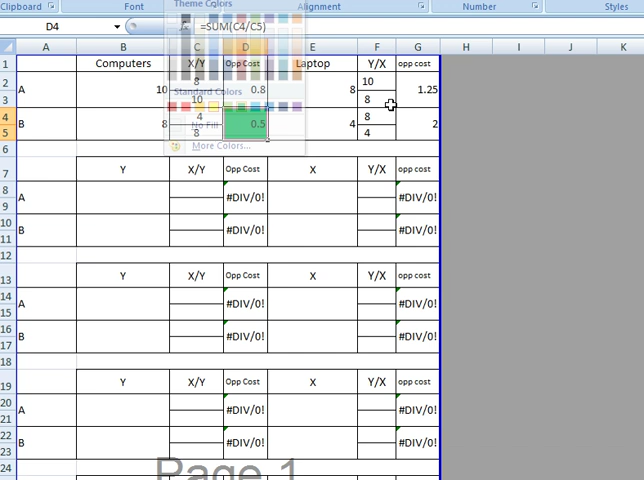 Clipboard Font Theme Colors Alignment Number Styles
D4 fx =SUM(C4/C5)
A B C D E F G H I J K
1 Computers X/Y Opp Cost Laptop Y/X opp cost
2 A 10 8 0.8 8 10 1.25
3 10 8
Standard Colors
4 B 8 4 0.5 4 8 2
No Fill
5 8 4
More Colors...
6
7 Y X/Y Opp Cost X Y/X opp cost
8 A #DIV/0! #DIV/0!
9
10 B #DIV/0! #DIV/0!
11
12
13 Y X/Y Opp Cost X Y/X opp cost
14 A #DIV/0! #DIV/0!
15
16 B #DIV/0! #DIV/0!
17
18
19 Y X/Y Opp Cost X Y/X opp cost
20 A #DIV/0! #DIV/0!
21
22 B #DIV/0! #DIV/0!
23
24 Page 1